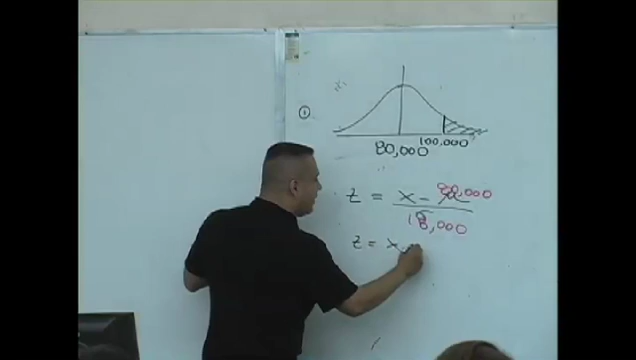 ①
80,000
100,000
z = x - μ 80,000
σ 18,000
z = x